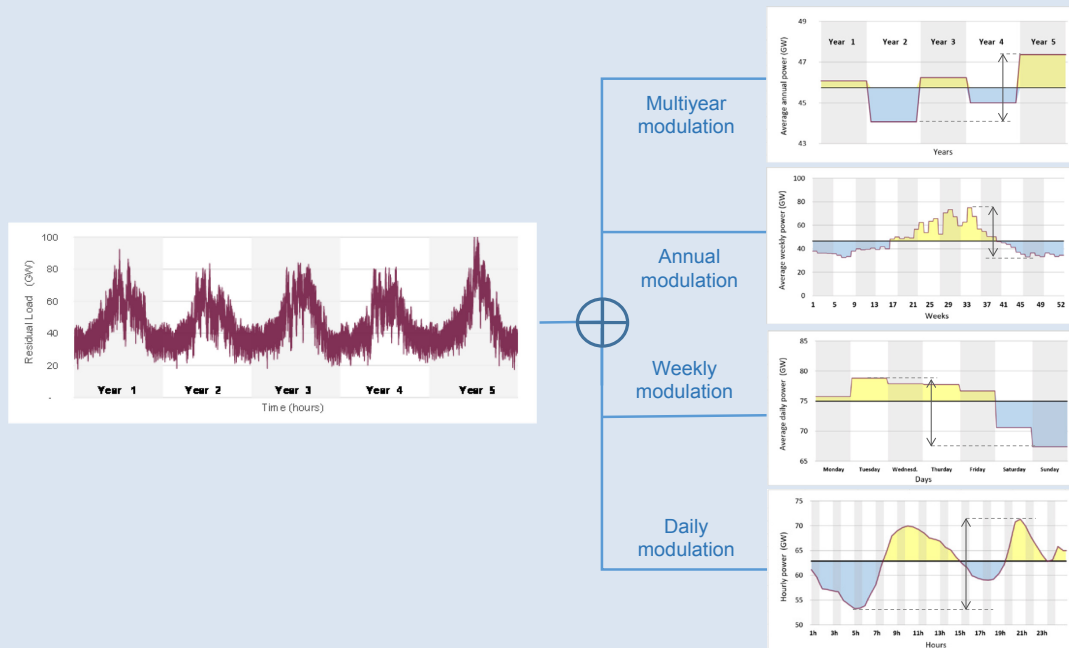 Residual Load (GW)
100
80
60
40
20
-
Year 1
Year 2
Year 3
Year 4
Year 5
Time (hours)
Multiyear
modulation
Annual
modulation
Weekly
modulation
Daily
modulation
Average annual power (GW)
49
47
45
43
Year 1
Year 2
Year 3
Year 4
Year 5
Years
Average weekly power (GW)
100
80
60
40
20
0
1 5 9 13 17 21 25 29 33 37 41 45 49 52
Weeks
Average daily power (GW)
85
80
75
70
65
Monday Tuesday Wednesd. Thurday Friday Saturday Sunday
Days
Hourly power (GW)
75
70
65
60
55
50
1h 3h 5h 7h 9h 11h 13h 15h 17h 19h 21h 23h
Hours